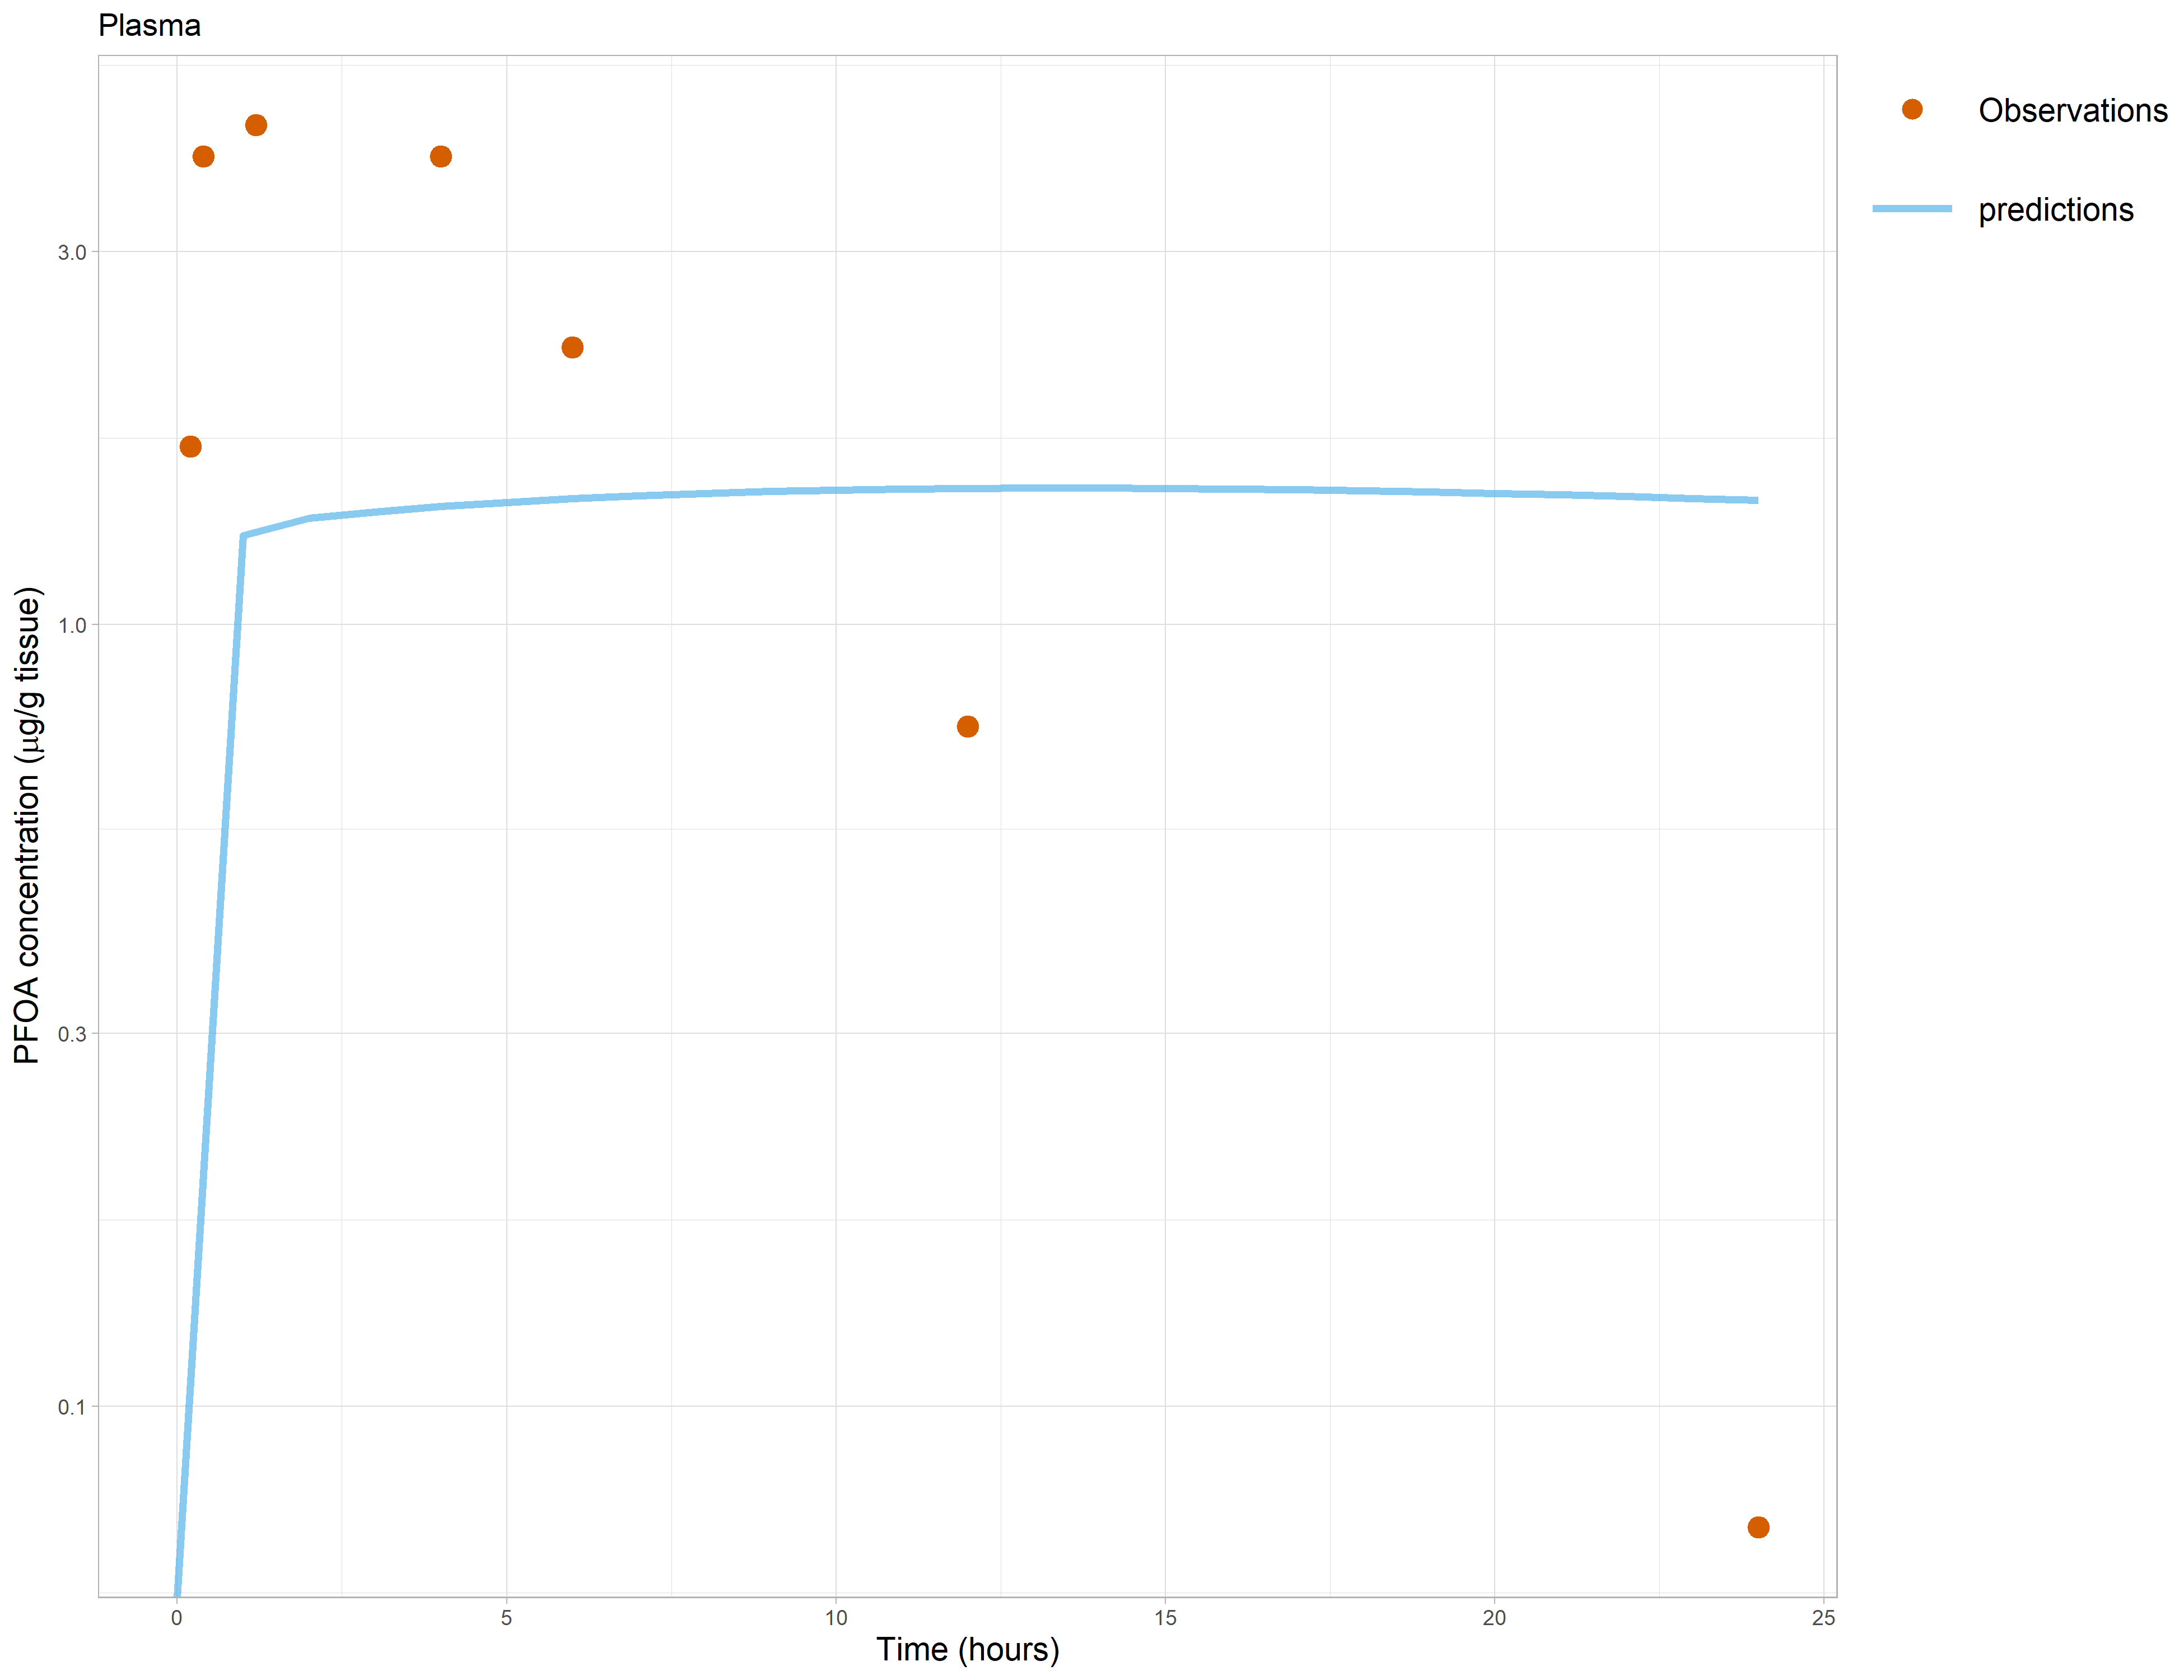 Plasma
Observations
predictions
PFOA concentration (μg/g tissue)
3.0
1.0
0.3
0.1
0 5 10 15 20 25
Time (hours)